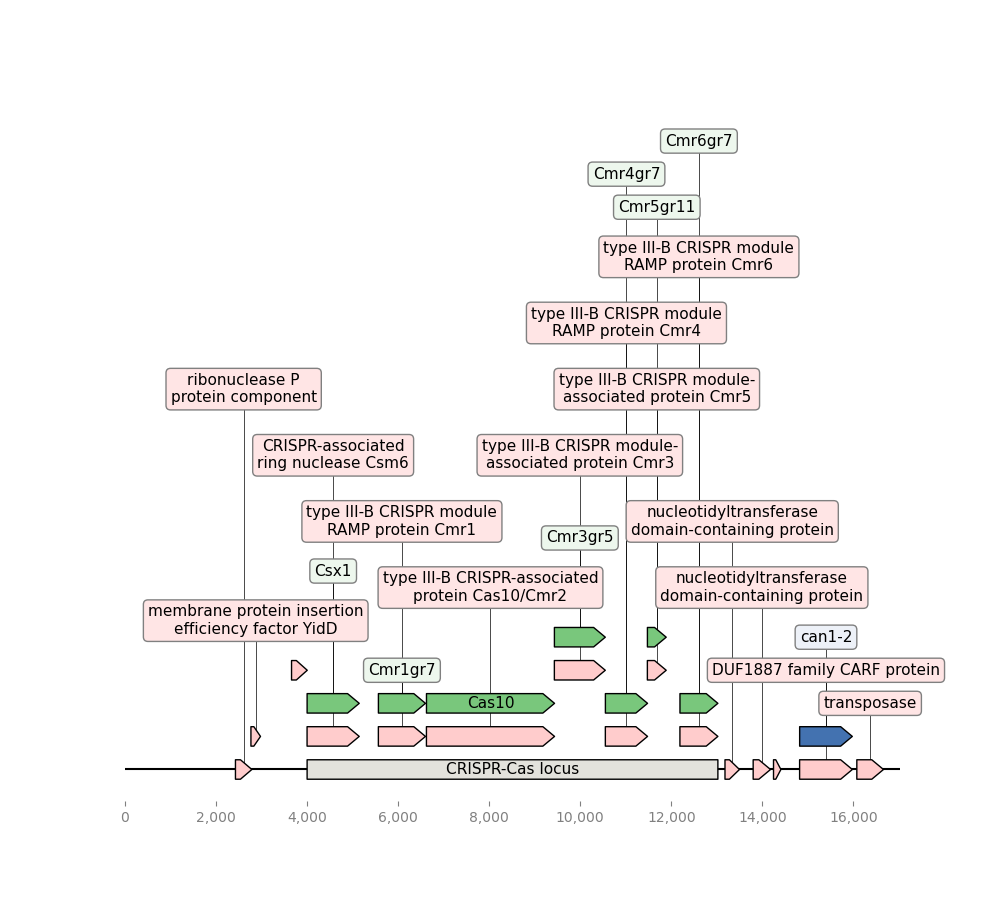 Cmr6gr7
Cmr4gr7
Cmr5gr11
type III-B CRISPR module
RAMP protein Cmr6
type III-B CRISPR module
RAMP protein Cmr4
ribonuclease P
protein component
type III-B CRISPR module-
associated protein Cmr5
CRISPR-associated
ring nuclease Csm6
type III-B CRISPR module-
associated protein Cmr3
type III-B CRISPR module
RAMP protein Cmr1
nucleotidyltransferase
domain-containing protein
Cmr3gr5
Csx1
type III-B CRISPR-associated
protein Cas10/Cmr2
nucleotidyltransferase
domain-containing protein
membrane protein insertion
efficiency factor YidD
can1-2
Cmr1gr7
DUF1887 family CARF protein
Cas10
transposase
CRISPR-Cas locus
0
2,000
4,000
6,000
8,000
10,000
12,000
14,000
16,000